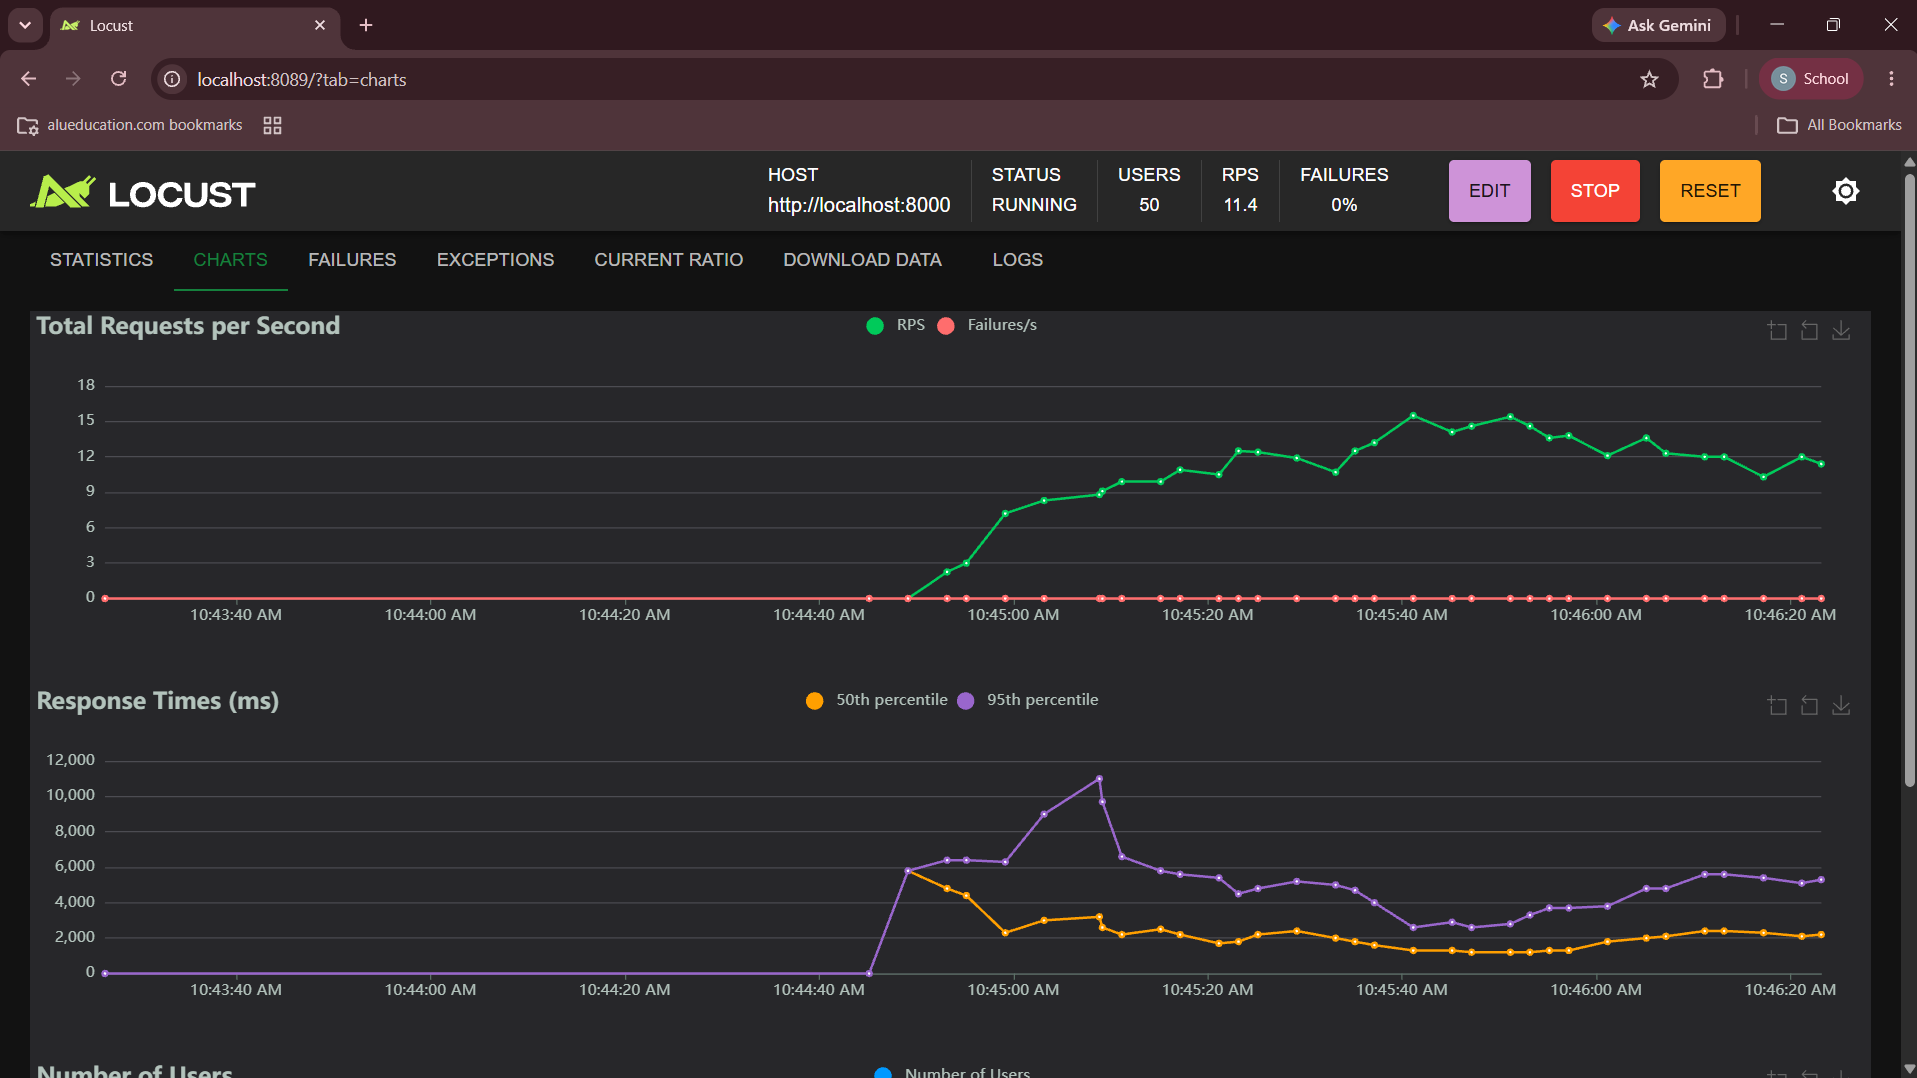 Locust
Ask Gemini
localhost:8089/?tab=charts
S School
alueducation.com bookmarks
All Bookmarks
LOCUST
HOST
http://localhost:8000
STATUS
RUNNING
USERS
50
RPS
11.4
FAILURES
0%
EDIT
STOP
RESET
STATISTICS CHARTS FAILURES EXCEPTIONS CURRENT RATIO DOWNLOAD DATA LOGS
Total Requests per Second
RPS Failures/s
18
15
12
9
6
3
0
10:43:40 AM 10:44:00 AM 10:44:20 AM 10:44:40 AM 10:45:00 AM 10:45:20 AM 10:45:40 AM 10:46:00 AM 10:46:20 AM
Response Times (ms)
50th percentile 95th percentile
12,000
10,000
8,000
6,000
4,000
2,000
0
10:43:40 AM 10:44:00 AM 10:44:20 AM 10:44:40 AM 10:45:00 AM 10:45:20 AM 10:45:40 AM 10:46:00 AM 10:46:20 AM
Number of Users
Number of Users